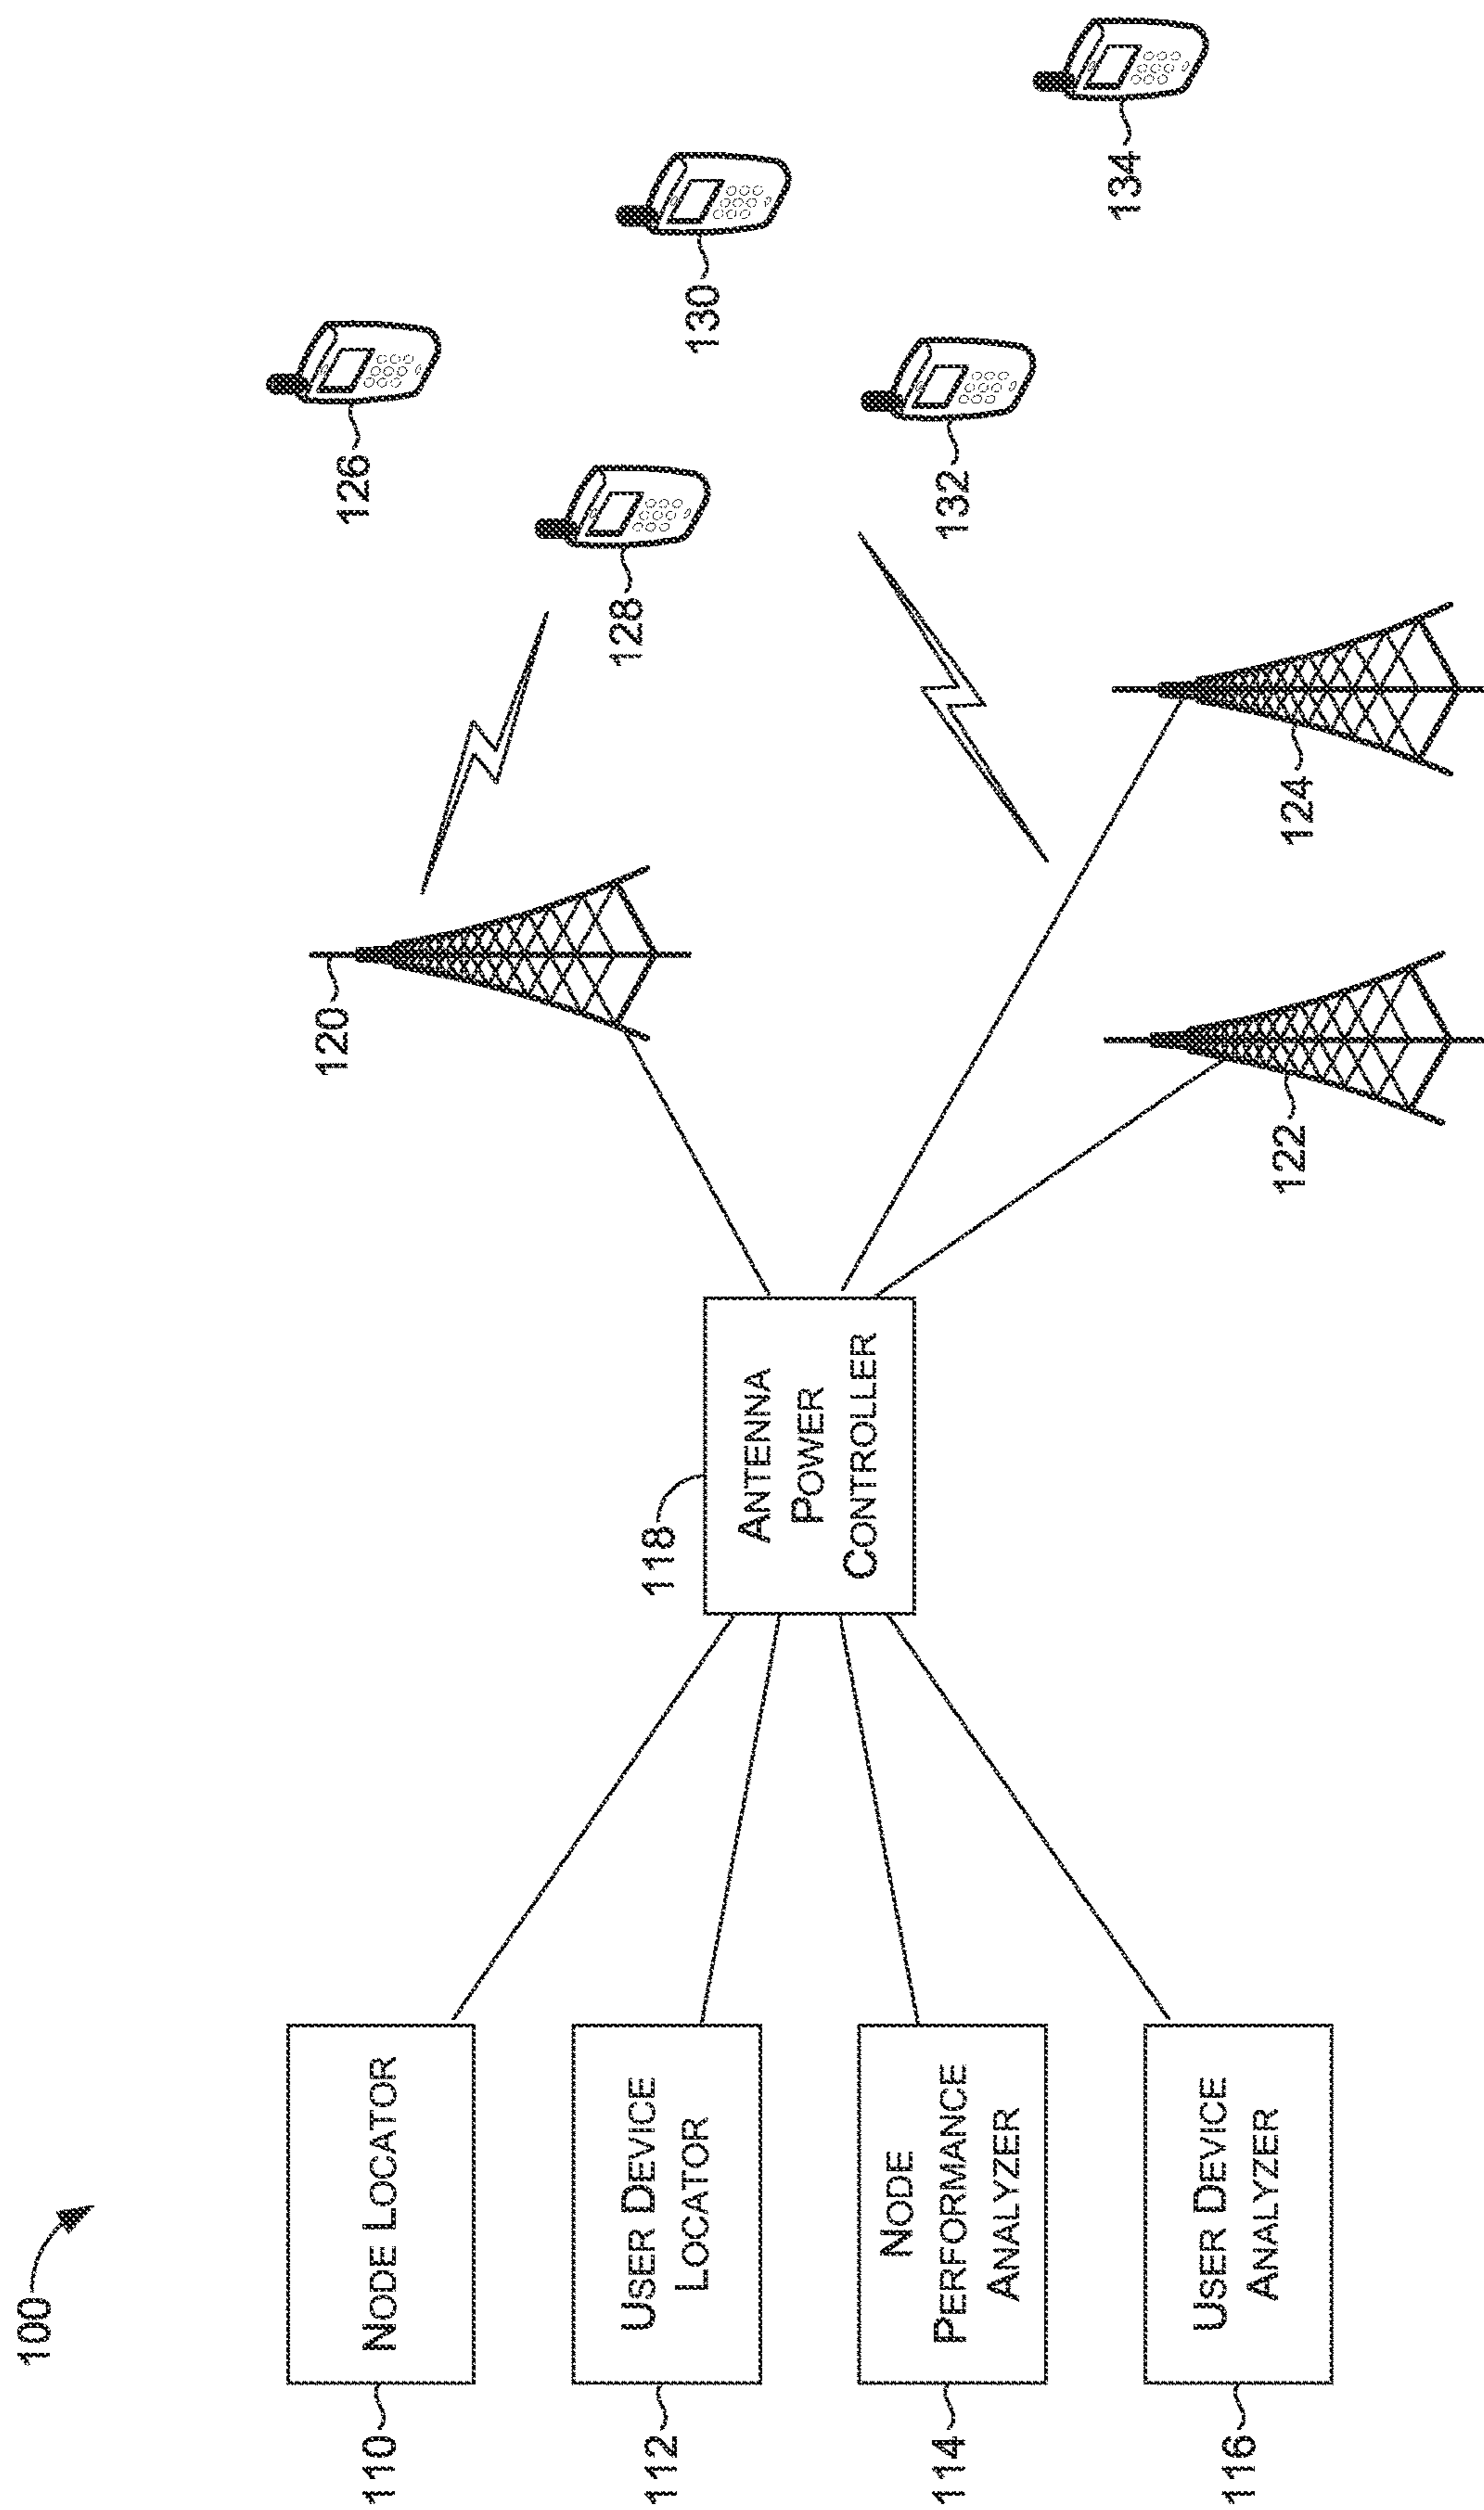 100
110
NODE LOCATOR
112
USER DEVICE
LOCATOR
114
NODE
PERFORMANCE
ANALYZER
116
USER DEVICE
ANALYZER
118
ANTENNA
POWER
CONTROLLER
120
122
124
126
128
130
132
134